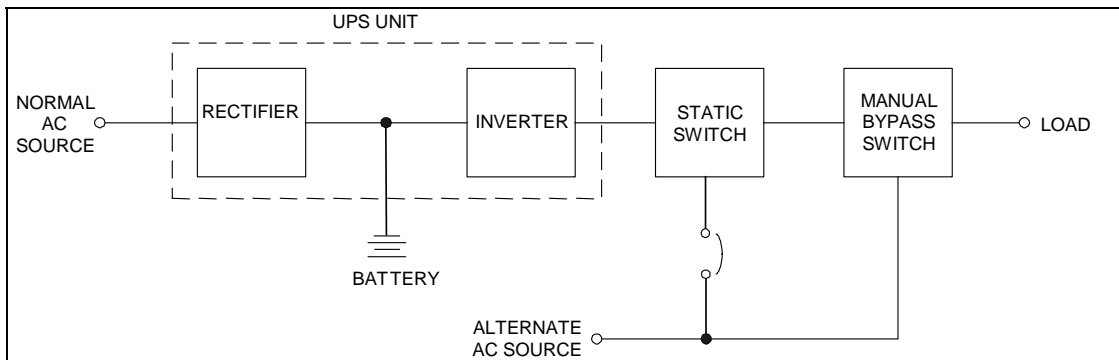 UPS UNIT
NORMAL
AC
SOURCE
RECTIFIER
INVERTER
STATIC
SWITCH
MANUAL
BYPASS
SWITCH
LOAD
BATTERY
ALTERNATE
AC SOURCE